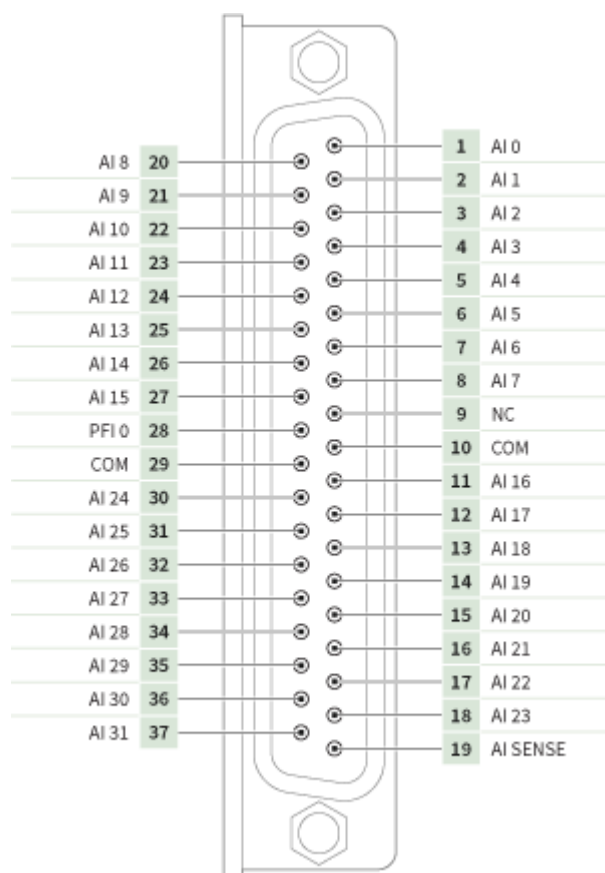 1 AI 0
AI 8 20
2 AI 1
AI 9 21
3 AI 2
AI 10 22
4 AI 3
AI 11 23
5 AI 4
AI 12 24
6 AI 5
AI 13 25
7 AI 6
AI 14 26
8 AI 7
AI 15 27
9 NC
PFI 0 28
10 COM
COM 29
11 AI 16
AI 24 30
12 AI 17
AI 25 31
13 AI 18
AI 26 32
14 AI 19
AI 27 33
15 AI 20
AI 28 34
16 AI 21
AI 29 35
17 AI 22
AI 30 36
18 AI 23
AI 31 37
19 AI SENSE